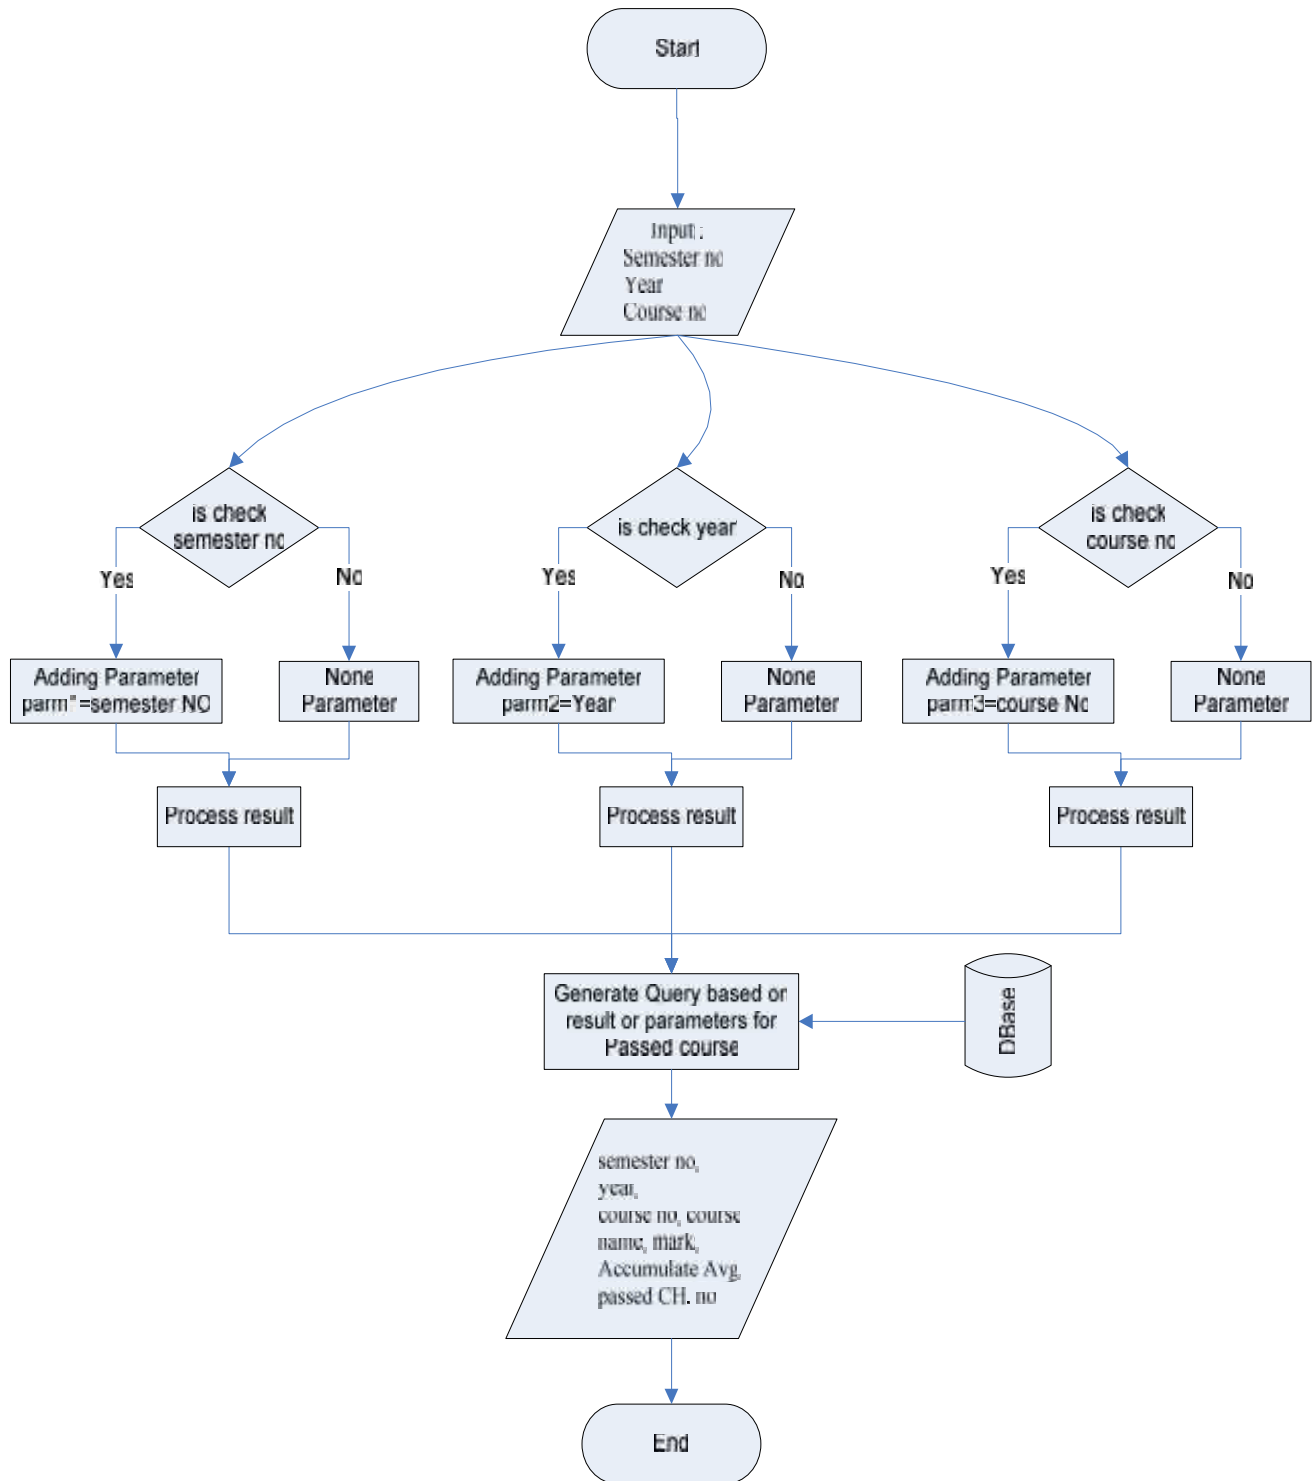 Start
Input :
Semester no
Year
Course no
is check
semester no
is check year
is check
course no
Yes
No
Yes
No
Yes
No
Adding Parameter
parm1=semester NO
None
Parameter
Adding Parameter
parm2=Year
None
Parameter
Adding Parameter
parm3=course No
None
Parameter
Process result
Process result
Process result
Generate Query based on
result or parameters for
Passed course
DBase
semester no,
year,
course no, course
name, mark,
Accumulate Avg,
passed CH. no
End